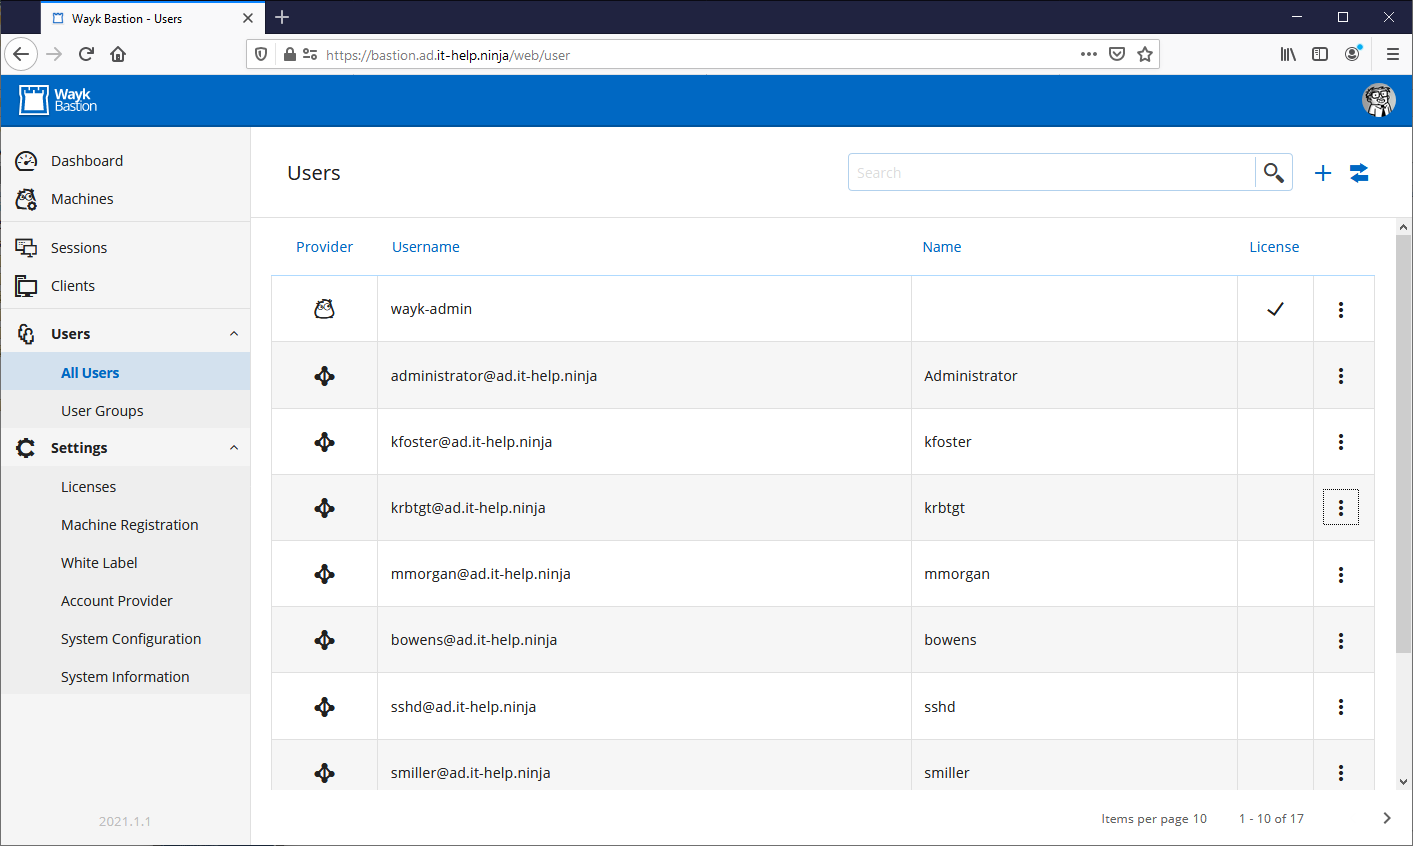 Wayk Bastion - Users
https://bastion.ad.it-help.ninja/web/user
Wayk
Bastion
Dashboard
Machines
Sessions
Clients
Users
All Users
User Groups
Settings
Licenses
Machine Registration
White Label
Account Provider
System Configuration
System Information
2021.1.1
Users
Search
Provider Username Name License
wayk-admin
administrator@ad.it-help.ninja Administrator
kfoster@ad.it-help.ninja kfoster
krbtgt@ad.it-help.ninja krbtgt
mmorgan@ad.it-help.ninja mmorgan
bowens@ad.it-help.ninja bowens
sshd@ad.it-help.ninja sshd
smiller@ad.it-help.ninja smiller
Items per page 10 1 - 10 of 17